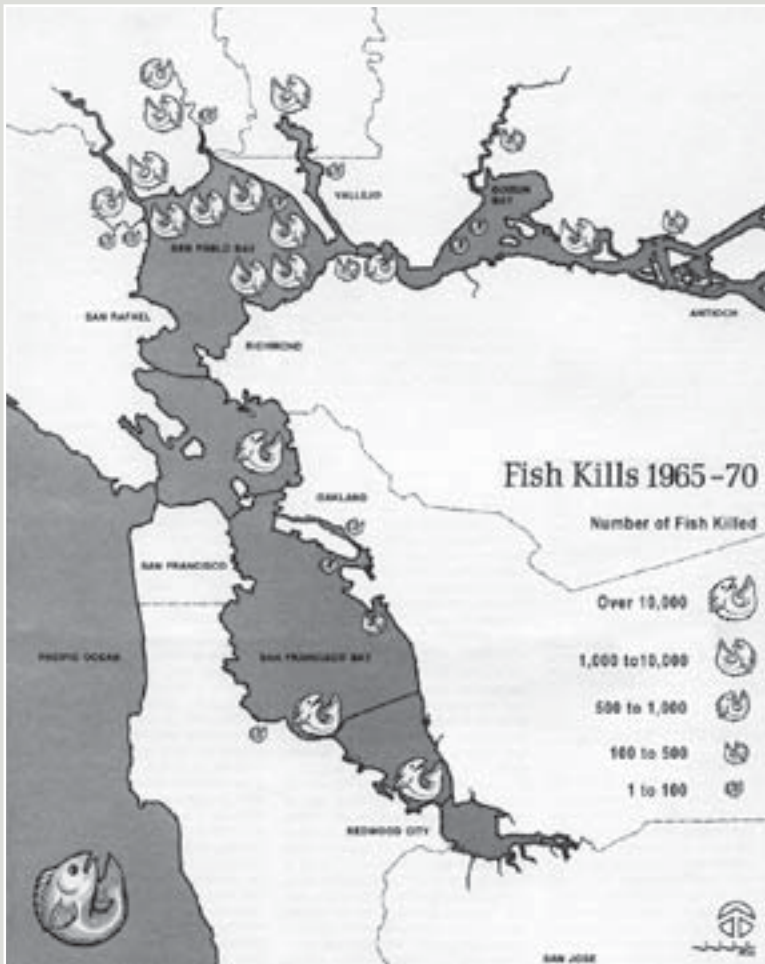 VALLEJO
SUISUN
BAY
SAN PABLO BAY
SAN RAFAEL
RICHMOND
ANTIOCH
Fish Kills 1965–70
Number of Fish Killed
OAKLAND
SAN FRANCISCO
Over 10,000
PACIFIC OCEAN
SAN FRANCISCO BAY
1,000 to 10,000
500 to 1,000
100 to 500
1 to 100
REDWOOD CITY
SAN JOSE